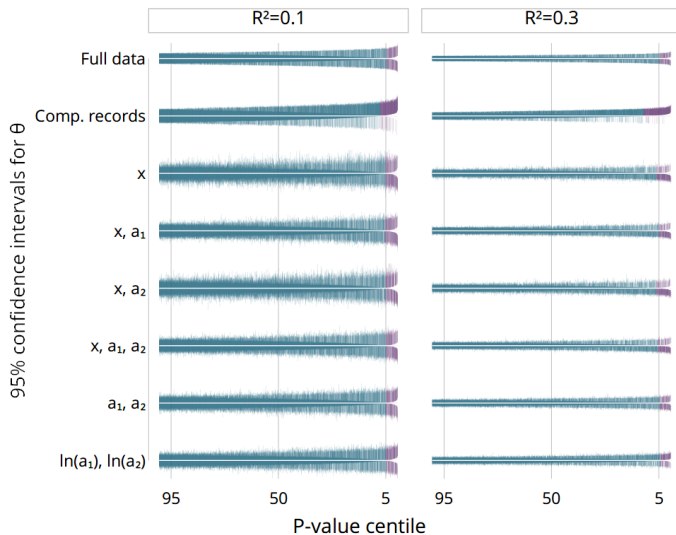 R²=0.1
R²=0.3
95% confidence intervals for θ
Full data
Comp. records
x
x, a₁
x, a₂
x, a₁, a₂
a₁, a₂
ln(a₁), ln(a₂)
95 50 5
95 50 5
P-value centile